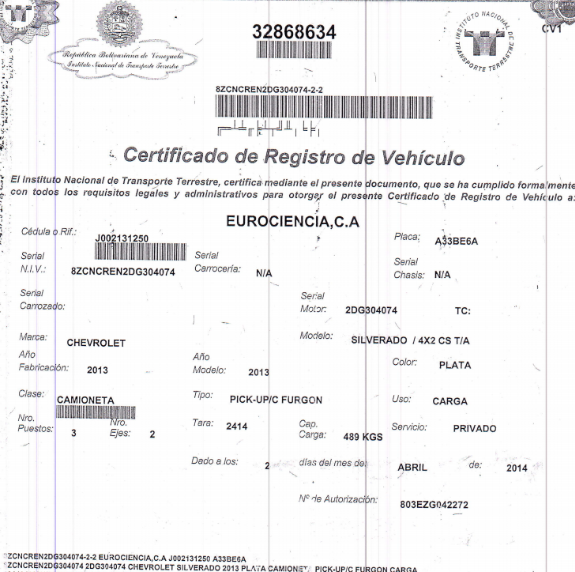 32868634
CV1
INSTITUTO NACIONAL DE TRANSPORTE TERRESTRE
República Bolivariana de Venezuela
Instituto Nacional de Transporte Terrestre
8ZCNCREN2DG304074-2-2
Certificado de Registro de Vehículo
El Instituto Nacional de Transporte Terrestre, certifica mediante el presente documento, que se ha cumplido formalmente
con todos los requisitos legales y administrativos para otorgar el presente Certificado de Registro de Vehículo a:
EUROCIENCIA,C.A
Cédula o Rif.: J002131250 Placa: A33BE6A
Serial N.I.V.: 8ZCNCREN2DG304074 Serial Carrocería: N/A Serial Chasis: N/A
Serial Carrozado: Serial Motor: 2DG304074 TC:
Marca: CHEVROLET Modelo: SILVERADO / 4X2 CS T/A
Año Fabricación: 2013 Año Modelo: 2013 Color: PLATA
Clase: CAMIONETA Tipo: PICK-UP/C FURGON Uso: CARGA
Nro. Puestos: 3 Nro. Ejes: 2 Tara: 2414 Cap. Carga: 489 KGS Servicio: PRIVADO
Dado a los: 2 días del mes de: ABRIL de: 2014
Nº de Autorización: 803EZG042272
ZCNCREN2DG304074-2-2 EUROCIENCIA,C.A J002131250 A33BE6A
ZCNCREN2DG304074 2DG304074 CHEVROLET SILVERADO 2013 PLATA CAMIONET/ PICK-UP/C FURGON CARGA